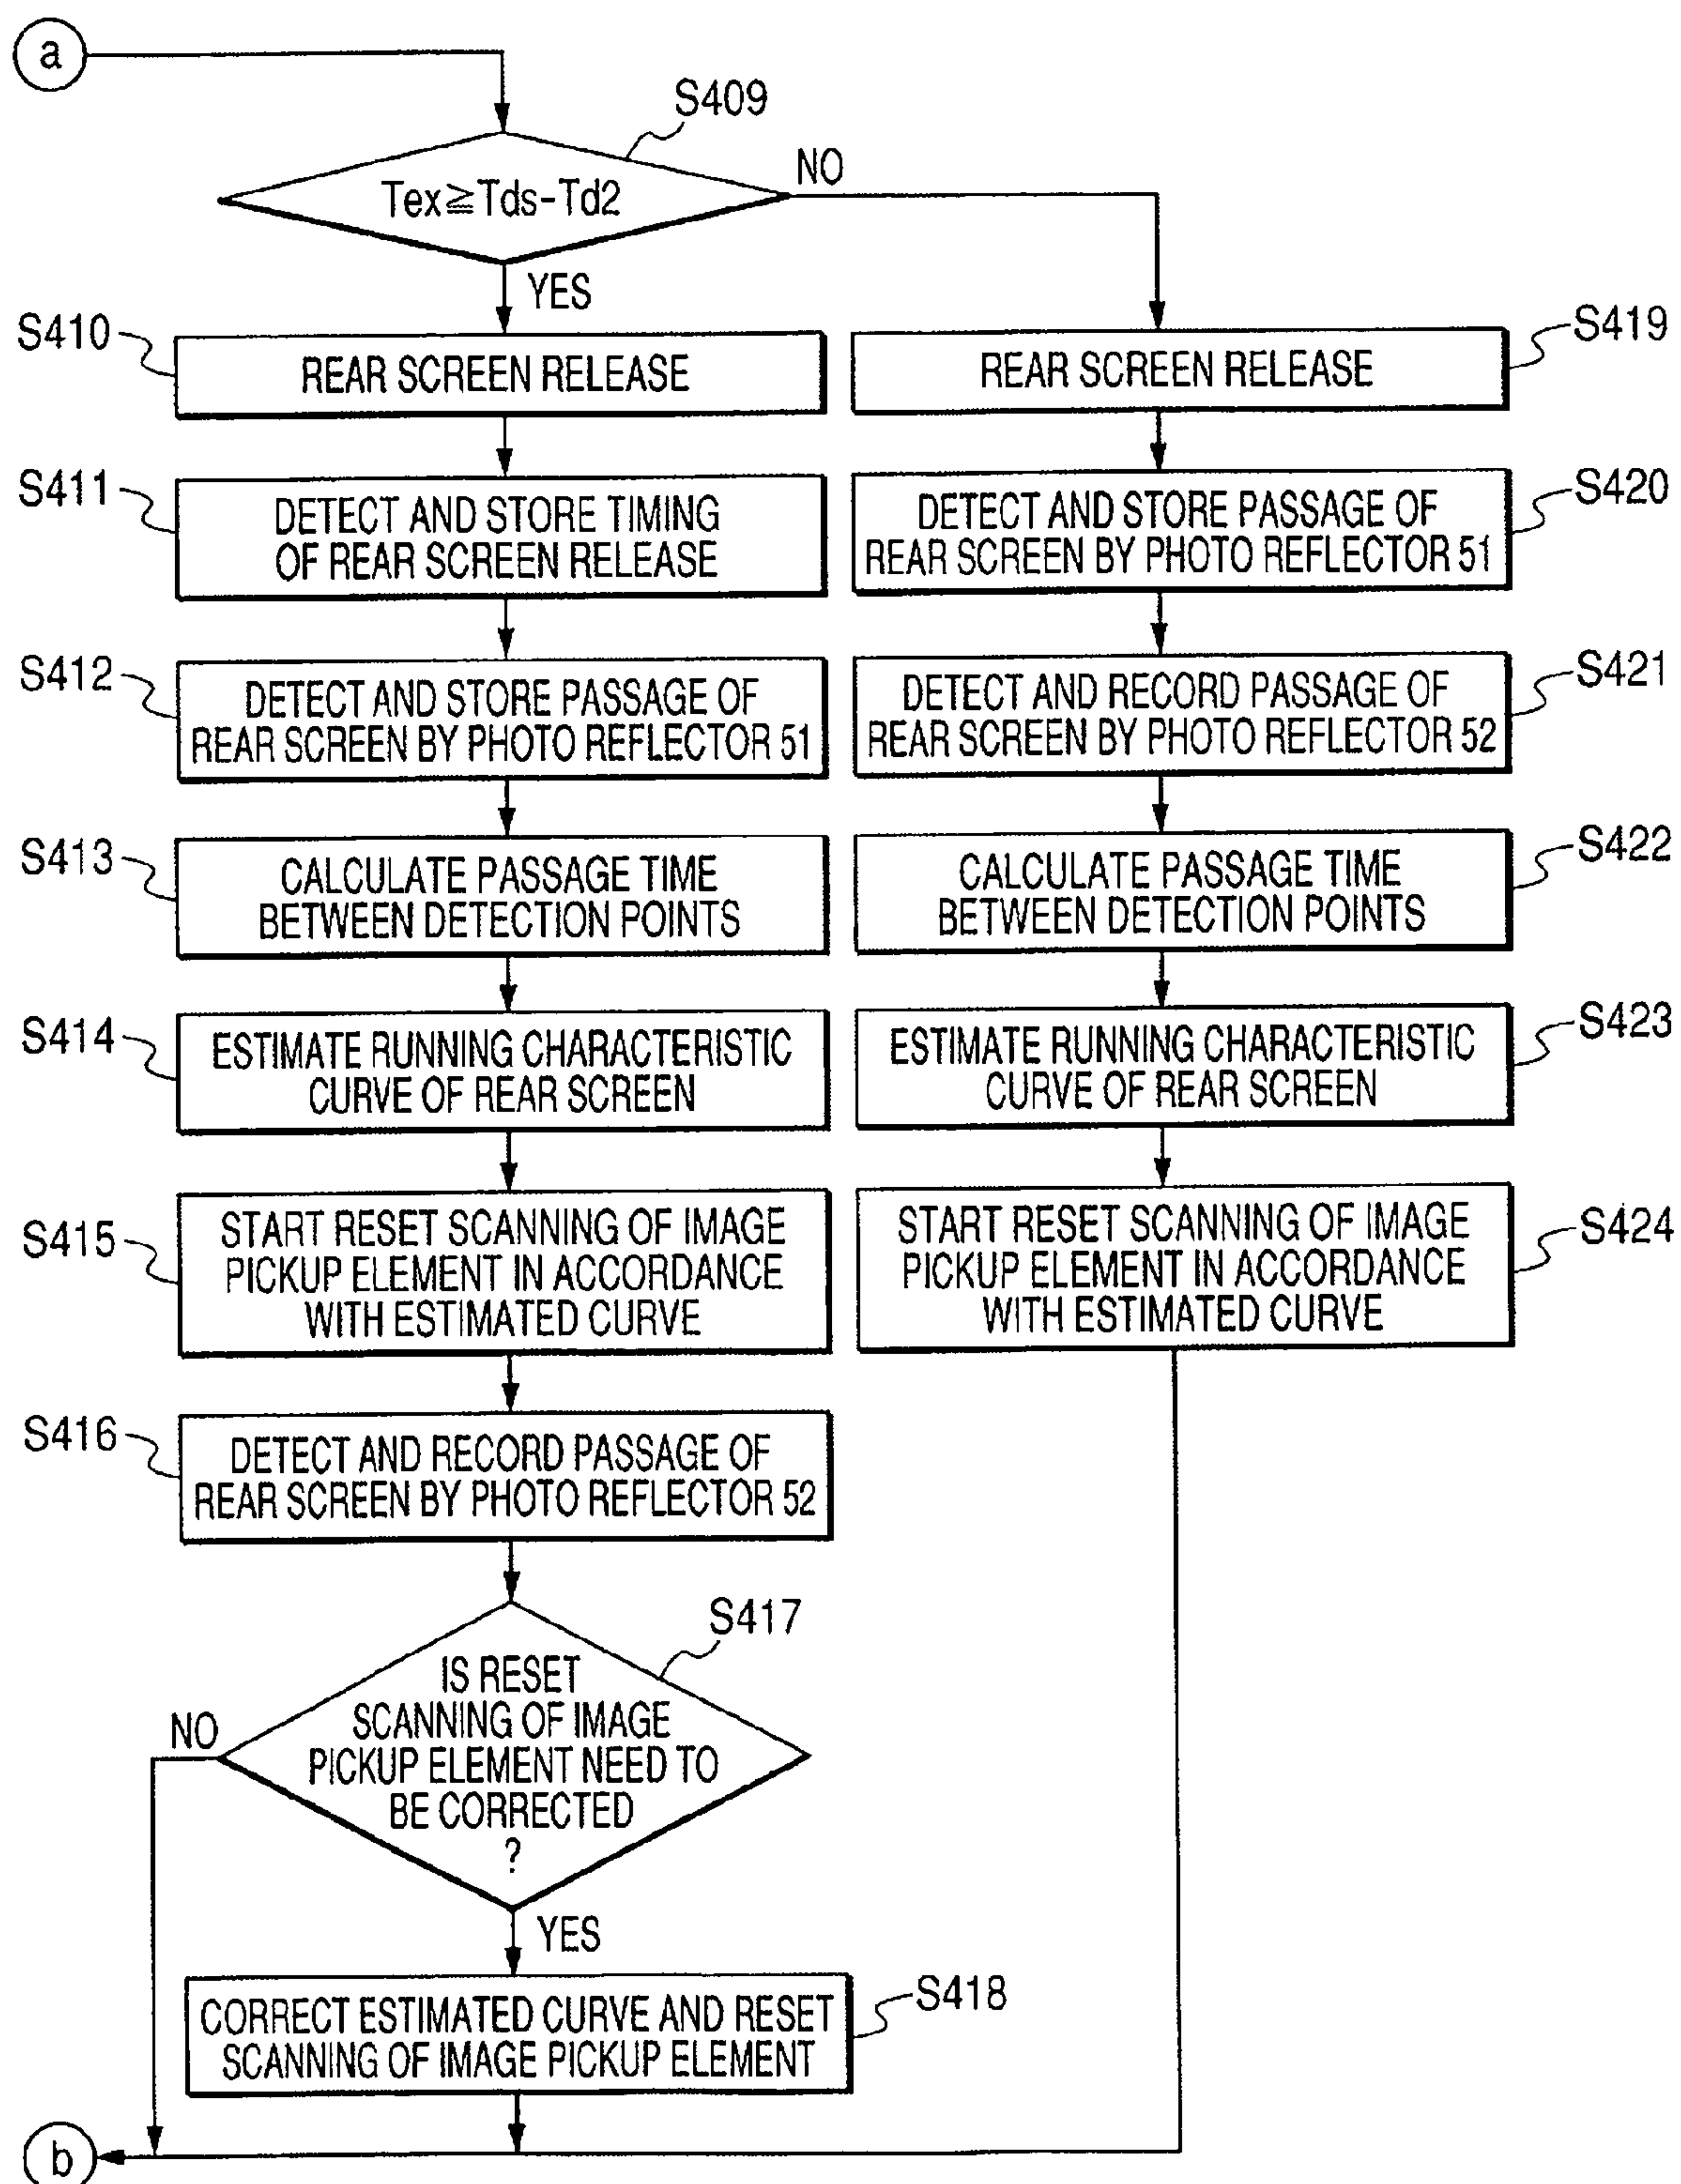 a
S409
Tex≧Tds-Td2
NO
YES
S410
REAR SCREEN RELEASE
S411
DETECT AND STORE TIMING
OF REAR SCREEN RELEASE
S412
DETECT AND STORE PASSAGE OF
REAR SCREEN BY PHOTO REFLECTOR 51
S413
CALCULATE PASSAGE TIME
BETWEEN DETECTION POINTS
S414
ESTIMATE RUNNING CHARACTERISTIC
CURVE OF REAR SCREEN
S415
START RESET SCANNING OF IMAGE
PICKUP ELEMENT IN ACCORDANCE
WITH ESTIMATED CURVE
S416
DETECT AND RECORD PASSAGE OF
REAR SCREEN BY PHOTO REFLECTOR 52
S417
IS RESET
SCANNING OF IMAGE
PICKUP ELEMENT NEED TO
BE CORRECTED
?
NO
YES
S418
CORRECT ESTIMATED CURVE AND RESET
SCANNING OF IMAGE PICKUP ELEMENT
S419
REAR SCREEN RELEASE
S420
DETECT AND STORE PASSAGE OF
REAR SCREEN BY PHOTO REFLECTOR 51
S421
DETECT AND RECORD PASSAGE OF
REAR SCREEN BY PHOTO REFLECTOR 52
S422
CALCULATE PASSAGE TIME
BETWEEN DETECTION POINTS
S423
ESTIMATE RUNNING CHARACTERISTIC
CURVE OF REAR SCREEN
S424
START RESET SCANNING OF IMAGE
PICKUP ELEMENT IN ACCORDANCE
WITH ESTIMATED CURVE
b